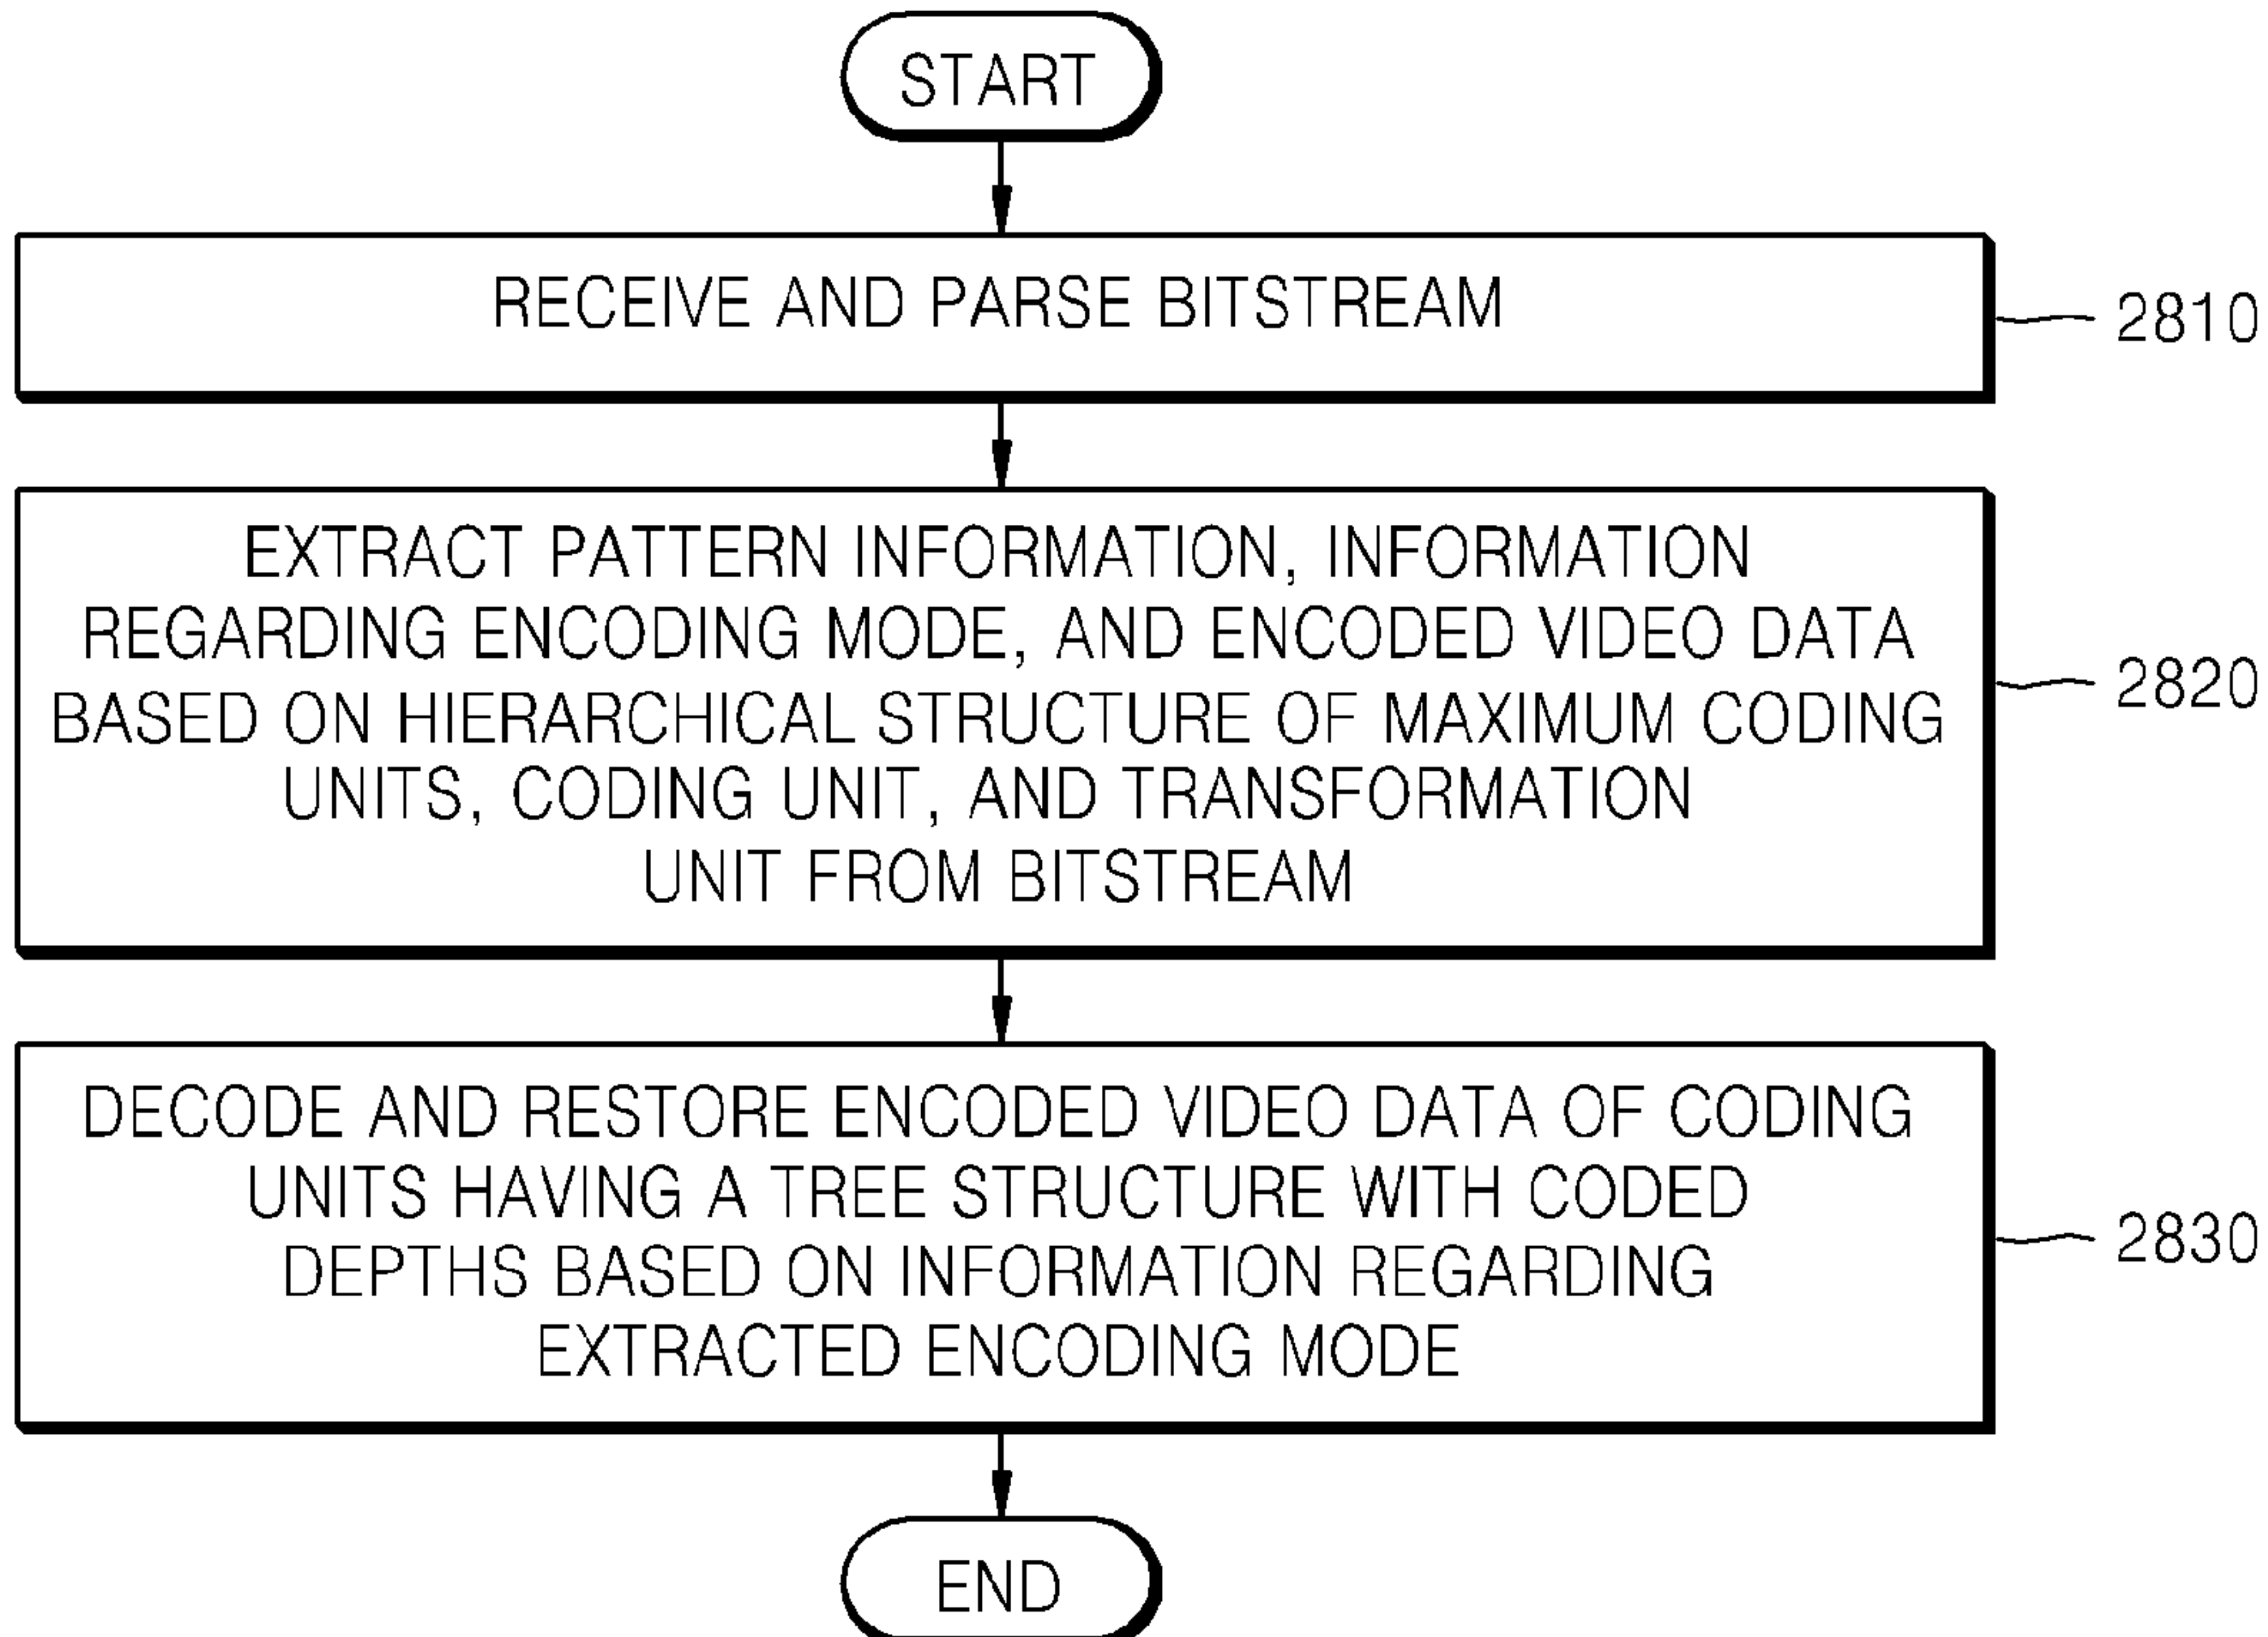 START
RECEIVE AND PARSE BITSTREAM
2810
EXTRACT PATTERN INFORMATION, INFORMATION
REGARDING ENCODING MODE, AND ENCODED VIDEO DATA
BASED ON HIERARCHICAL STRUCTURE OF MAXIMUM CODING
UNITS, CODING UNIT, AND TRANSFORMATION
UNIT FROM BITSTREAM
2820
DECODE AND RESTORE ENCODED VIDEO DATA OF CODING
UNITS HAVING A TREE STRUCTURE WITH CODED
DEPTHS BASED ON INFORMATION REGARDING
EXTRACTED ENCODING MODE
2830
END